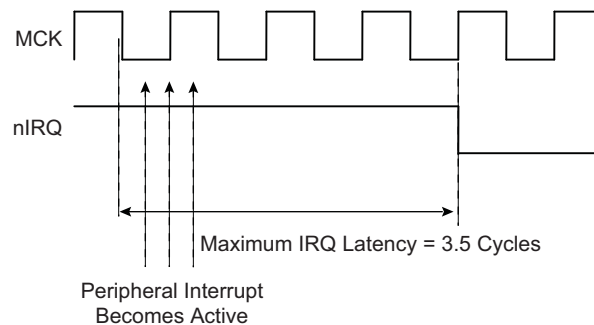 MCK
nIRQ
Maximum IRQ Latency = 3.5 Cycles
Peripheral Interrupt
Becomes Active